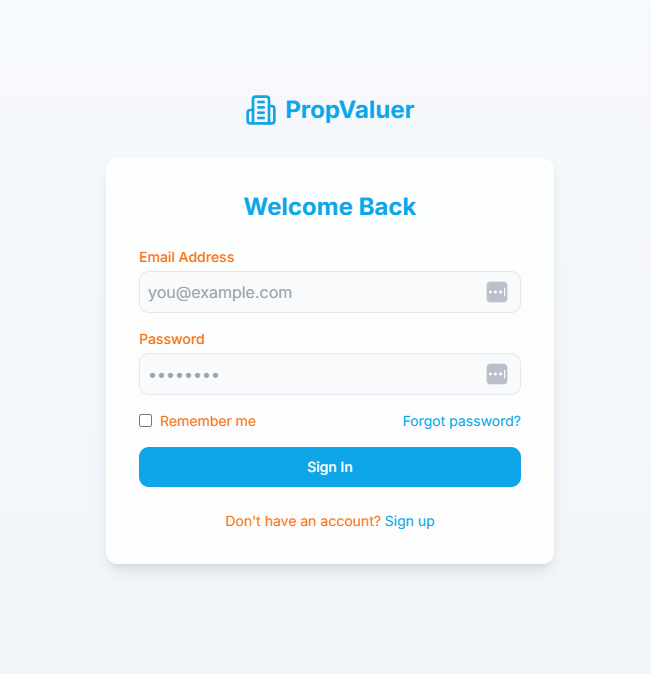 PropValuer
Welcome Back
Email Address
you@example.com
Password
••••••••
Remember me Forgot password?
Sign In
Don't have an account? Sign up